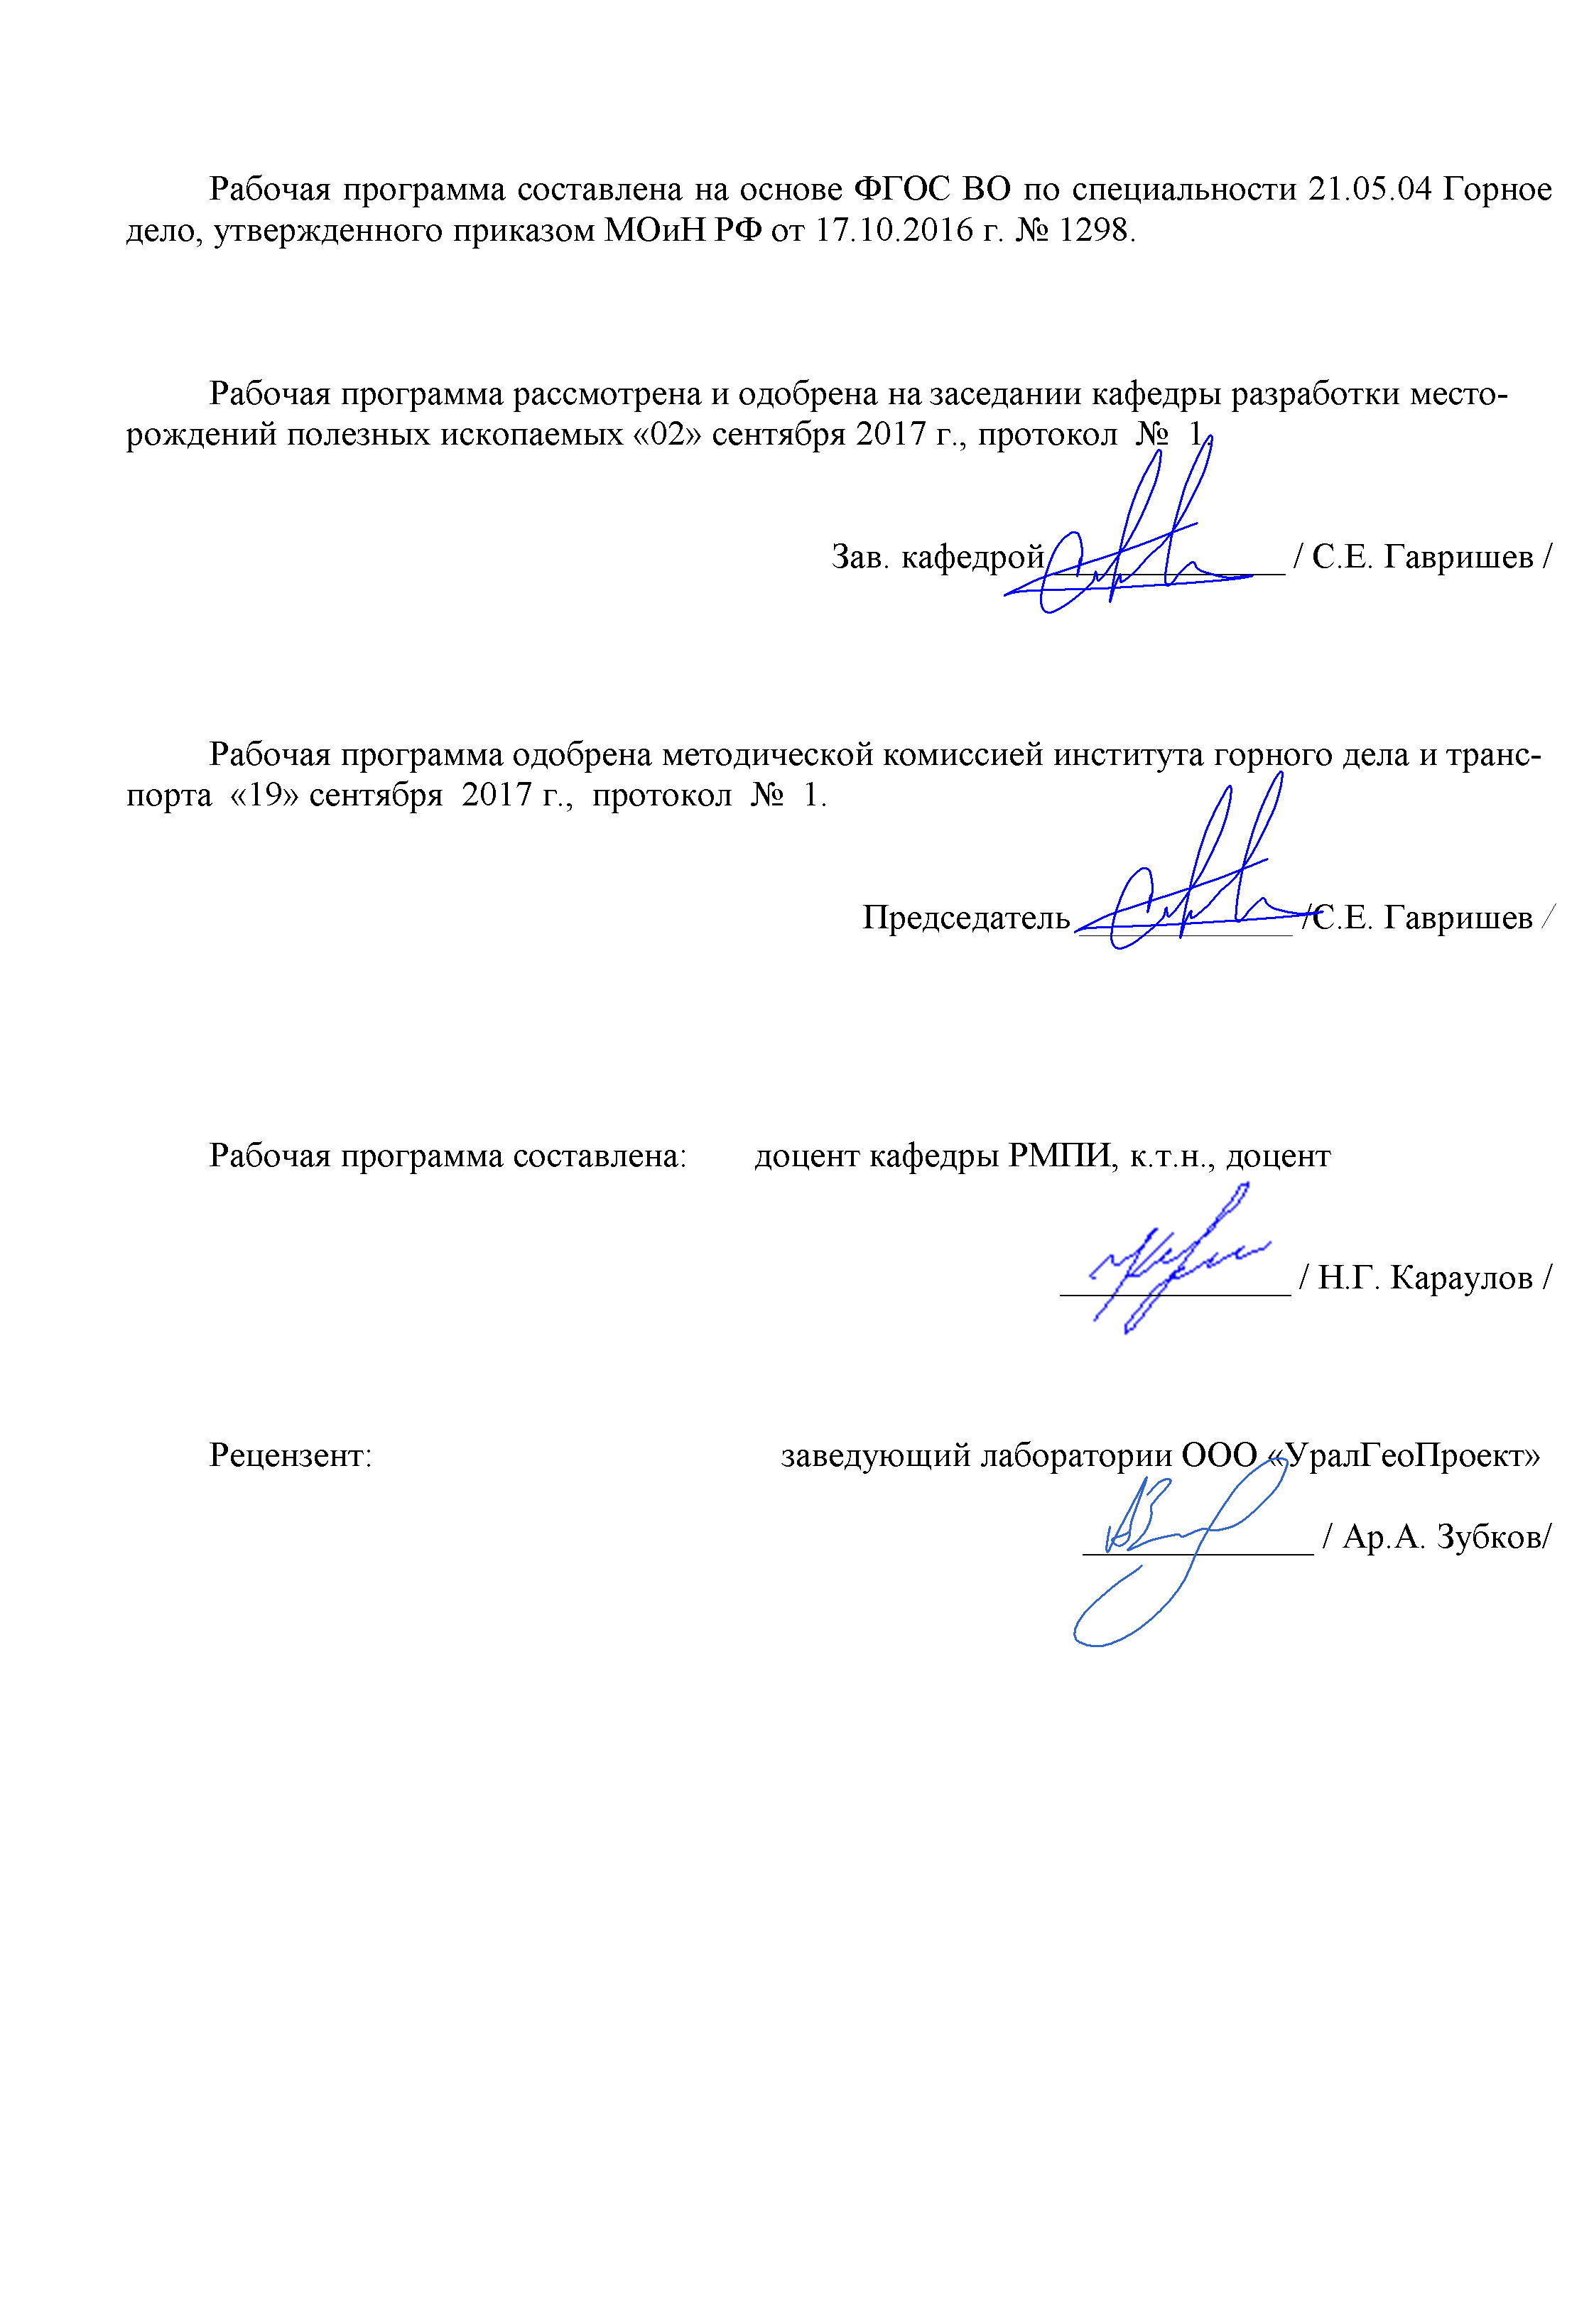 Рабочая программа составлена на основе ФГОС ВО по специальности 21.05.04 Горное
дело, утвержденного приказом МОиН РФ от 17.10.2016 г. № 1298.
Рабочая программа рассмотрена и одобрена на заседании кафедры разработки место-
рождений полезных ископаемых «02» сентября 2017 г., протокол № 1.
Зав. кафедрой _____________ / С.Е. Гавришев /
Рабочая программа одобрена методической комиссией института горного дела и транс-
порта «19» сентября 2017 г., протокол № 1.
Председатель ____________ /С.Е. Гавришев /
Рабочая программа составлена: доцент кафедры РМПИ, к.т.н., доцент
_____________ / Н.Г. Караулов /
Рецензент: заведующий лаборатории ООО «УралГеоПроект»
_____________ / Ар.А. Зубков/